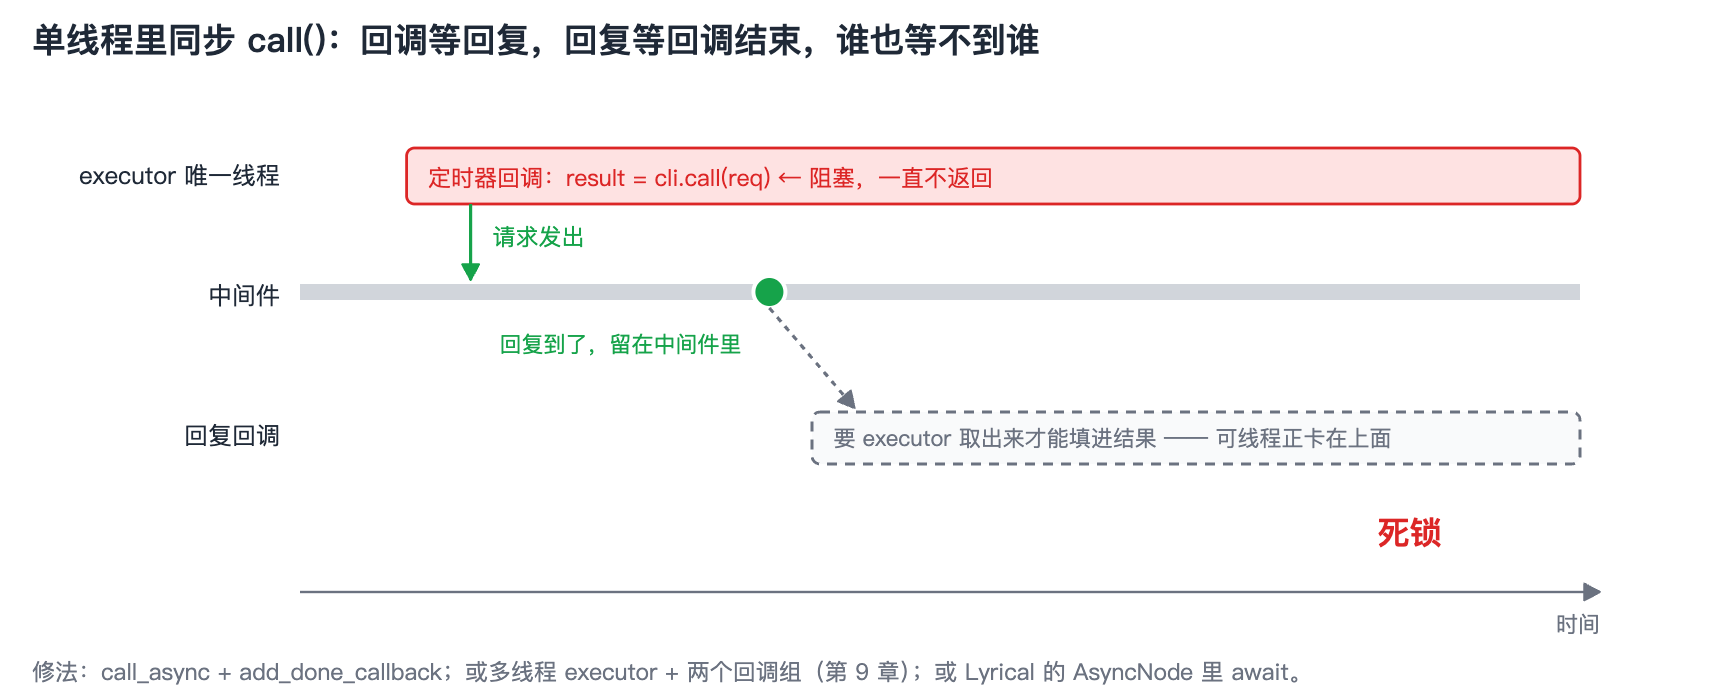 单线程里同步 call()：回调等回复，回复等回调结束，谁也等不到谁
executor 唯一线程
定时器回调：result = cli.call(req) ← 阻塞，一直不返回
请求发出
中间件
回复到了，留在中间件里
回复回调
要 executor 取出来才能填进结果 —— 可线程正卡在上面
死锁
时间
修法：call_async + add_done_callback；或多线程 executor + 两个回调组（第 9 章）；或 Lyrical 的 AsyncNode 里 await。